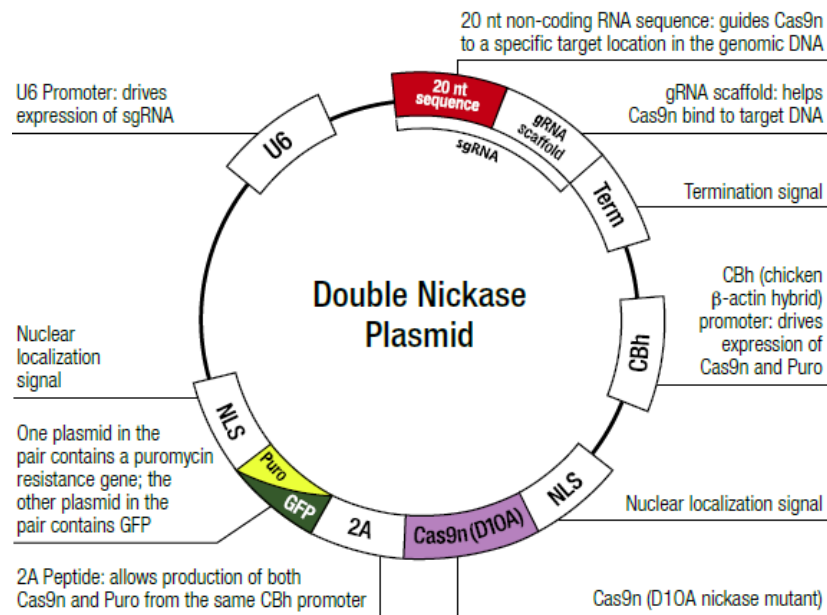 20 nt non-coding RNA sequence: guides Cas9n
to a specific target location in the genomic DNA
U6 Promoter: drives
expression of sgRNA
gRNA scaffold: helps
Cas9n bind to target DNA
20 nt
sequence
gRNA
scaffold
sgRNA
U6
Term
Termination signal
Double Nickase
Plasmid
CBh (chicken
β-actin hybrid)
promoter: drives
expression of
Cas9n and Puro
CBh
Nuclear
localization
signal
NLS
One plasmid in the
pair contains a puromycin
resistance gene; the
other plasmid in the
pair contains GFP
Puro
GFP
2A
Cas9n (D10A)
NLS
Nuclear localization signal
2A Peptide: allows production of both
Cas9n and Puro from the same CBh promoter
Cas9n (D10A nickase mutant)